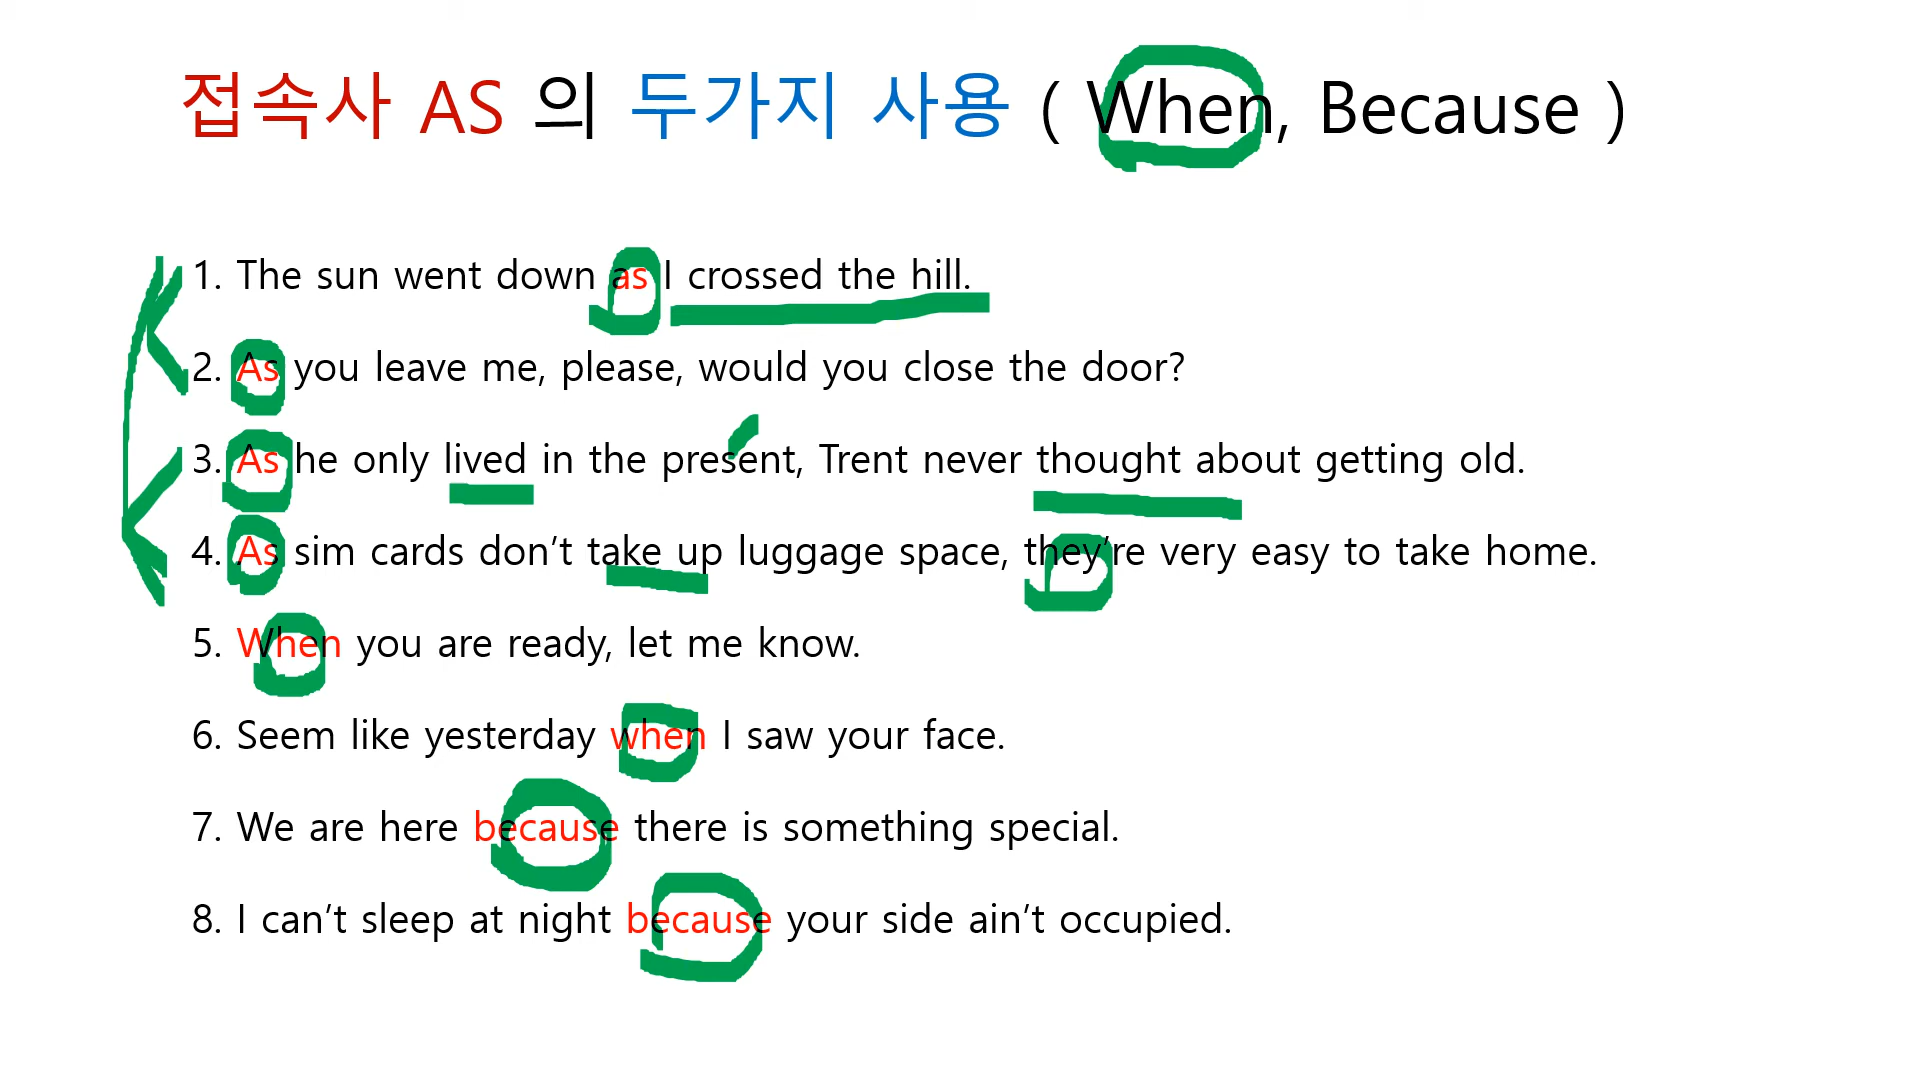 접속사 AS 의 두가지 사용 ( When, Because )
1. The sun went down as I crossed the hill.
2. As you leave me, please, would you close the door?
3. As he only lived in the present, Trent never thought about getting old.
4. As sim cards don’t take up luggage space, they’re very easy to take home.
5. When you are ready, let me know.
6. Seem like yesterday when I saw your face.
7. We are here because there is something special.
8. I can’t sleep at night because your side ain’t occupied.